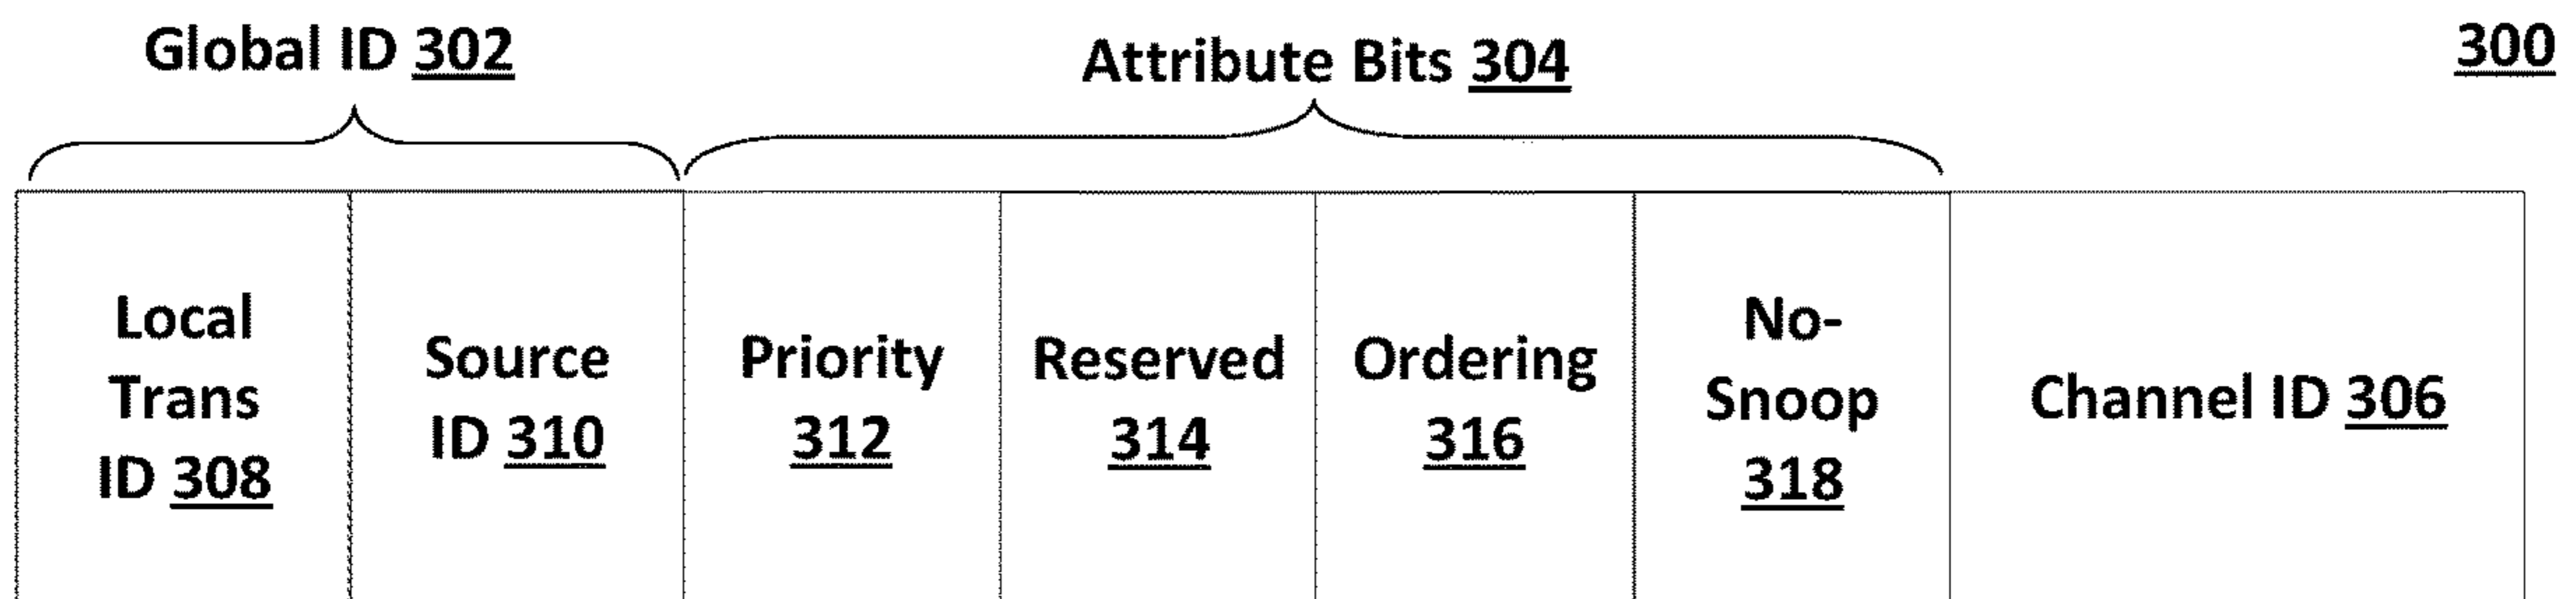 Global ID 302
Attribute Bits 304
300
Local
Trans
ID 308
Source
ID 310
Priority
312
Reserved
314
Ordering
316
No-
Snoop
318
Channel ID 306